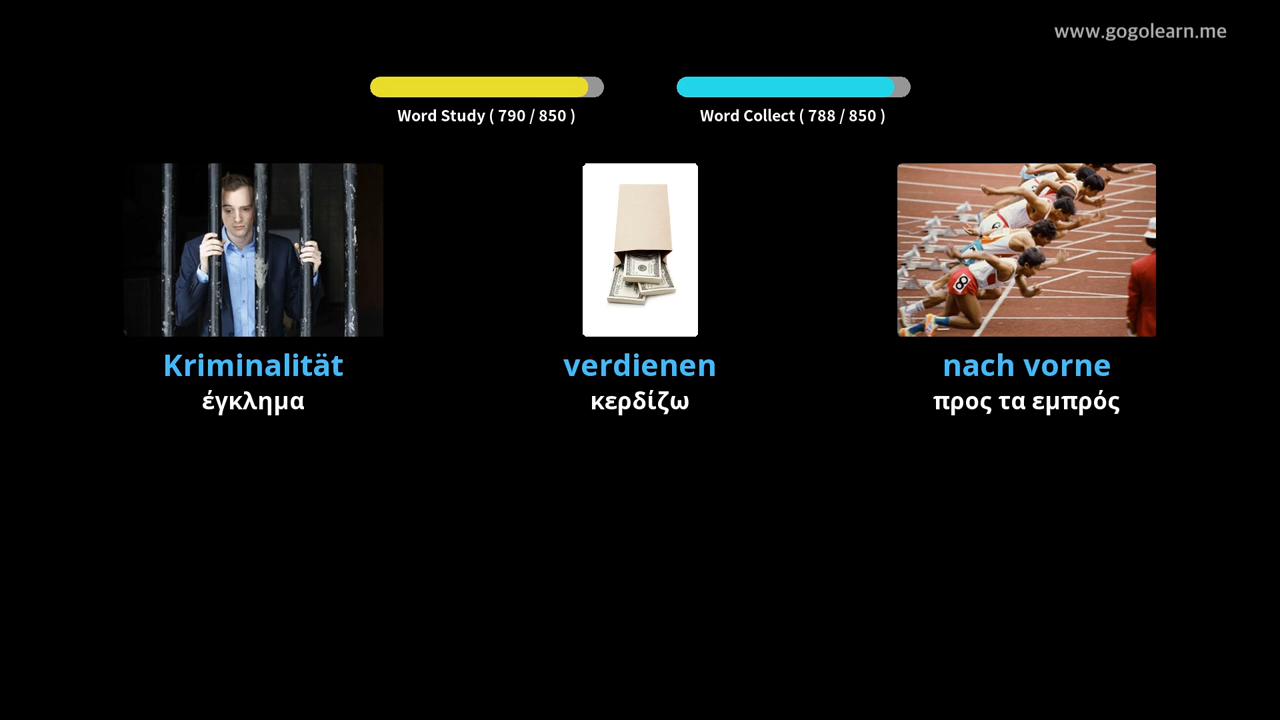 www.gogolearn.me
Word Study ( 790 / 850 )
Word Collect ( 788 / 850 )
Kriminalität
έγκλημα
verdienen
κερδίζω
nach vorne
προς τα εμπρός
8